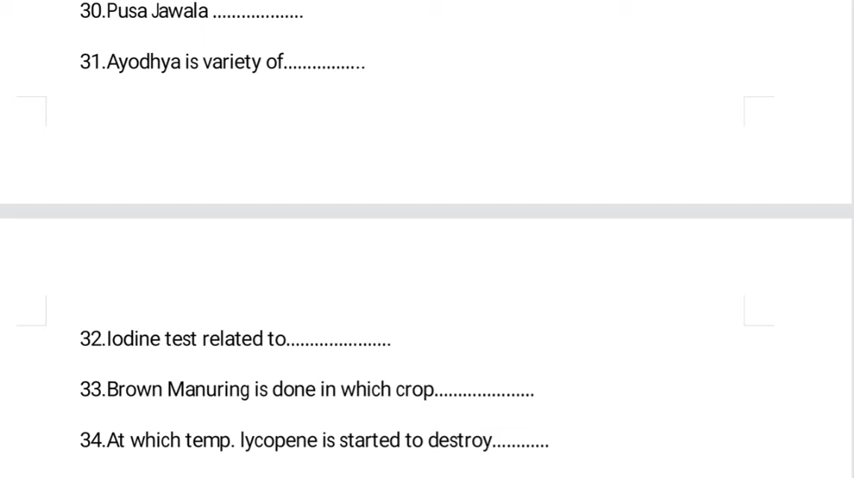 30.Pusa Jawala ...................
31.Ayodhya is variety of.................
32.Iodine test related to......................
33.Brown Manuring is done in which crop.....................
34.At which temp. lycopene is started to destroy............